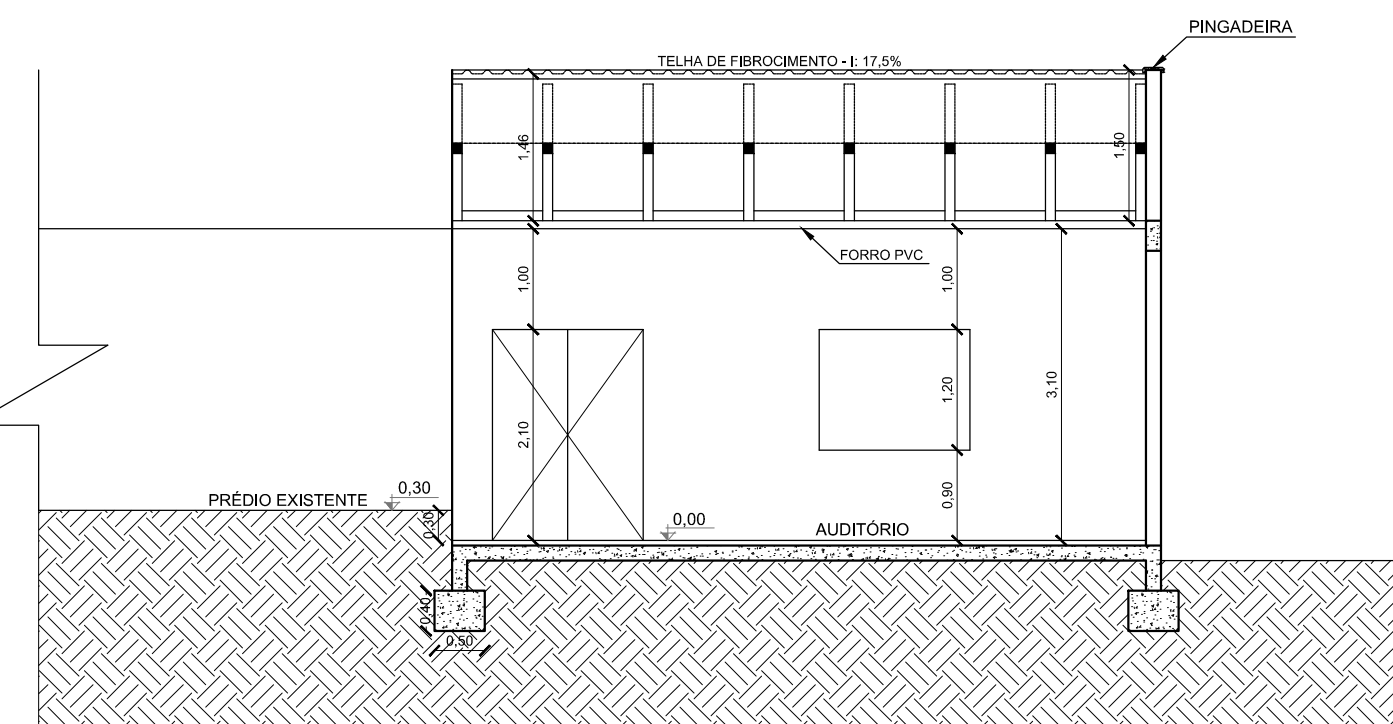 PINGADEIRA
TELHA DE FIBROCIMENTO - I: 17,5%
1,46
1,50
FORRO PVC
1,00
1,00
2,10
1,20
3,10
0,90
PRÉDIO EXISTENTE
0,30
0,30
0,00
AUDITÓRIO
0,40
0,50